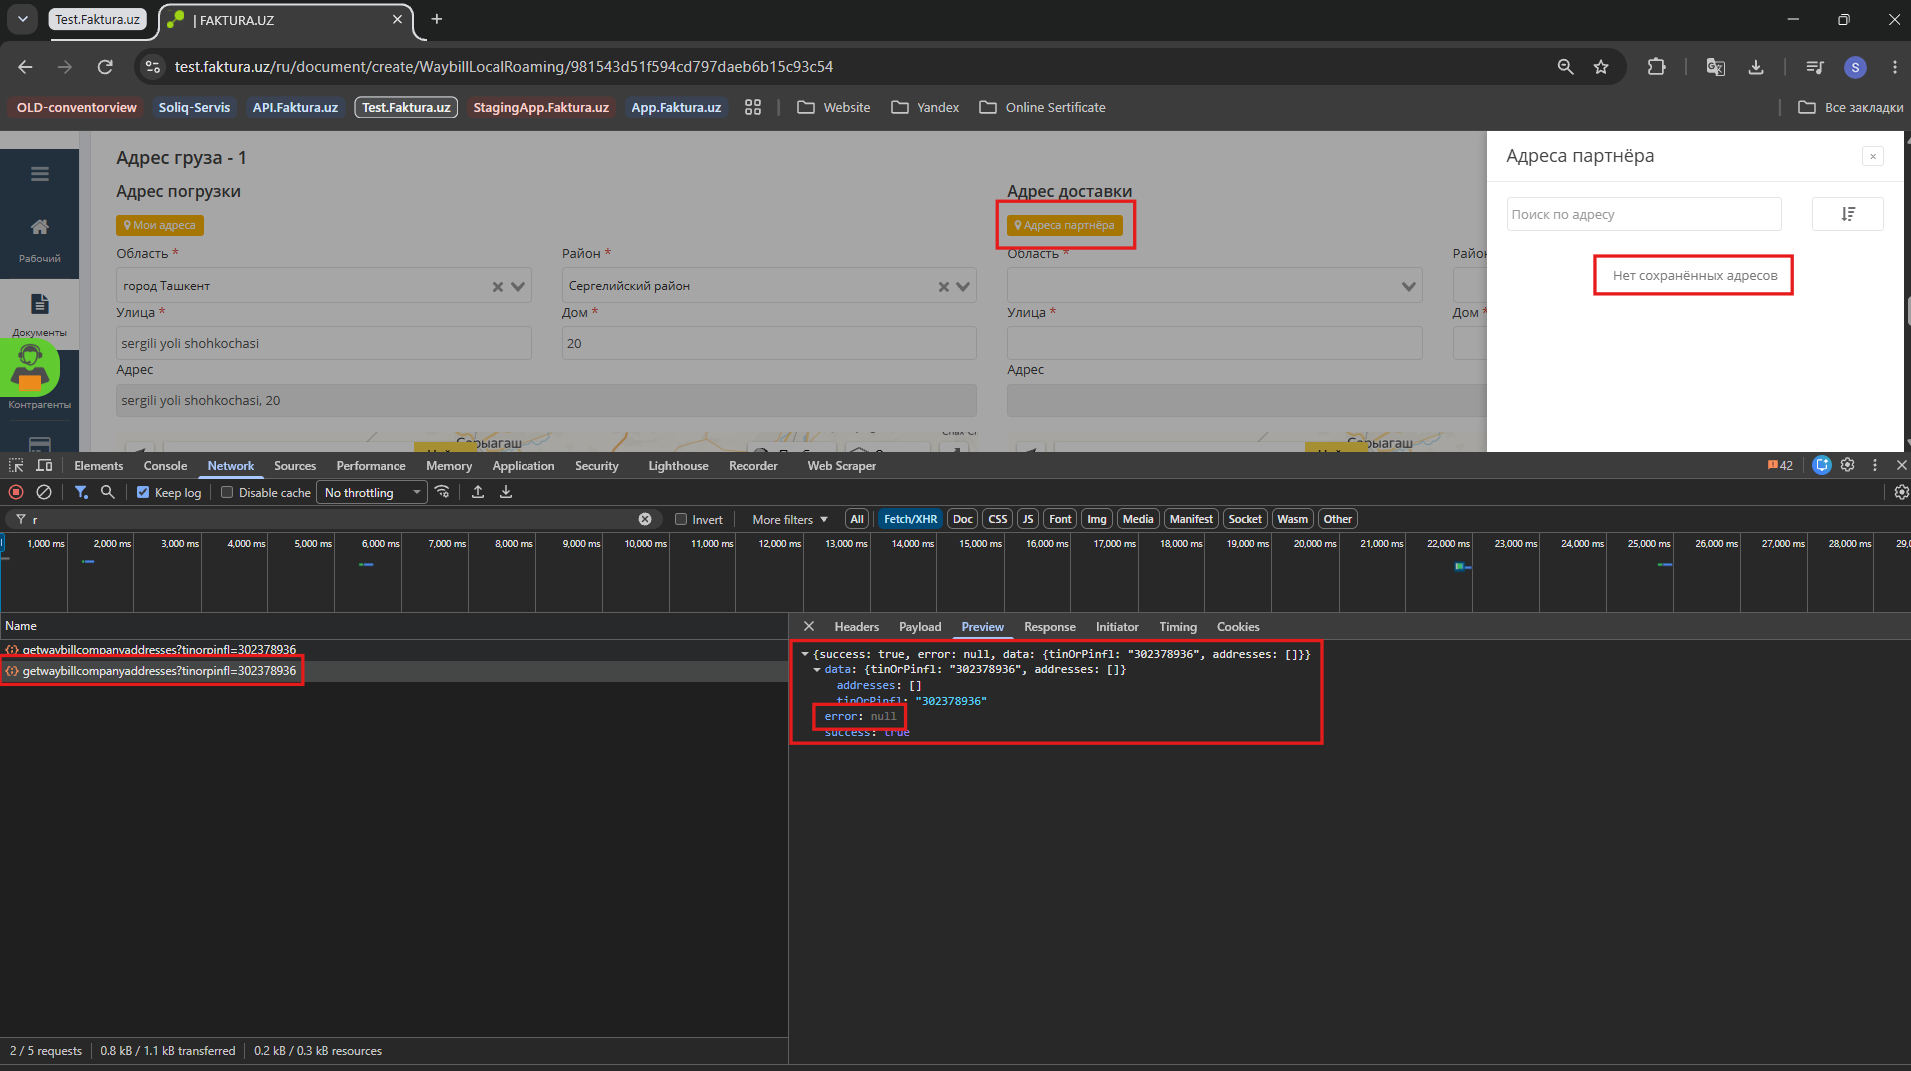 Test.Faktura.uz
| FAKTURA.UZ
test.faktura.uz/ru/document/create/WaybillLocalRoaming/981543d51f594cd797daeb6b15c93c54
S
OLD-conventorview
Soliq-Servis
API.Faktura.uz
Test.Faktura.uz
StagingApp.Faktura.uz
App.Faktura.uz
Website
Yandex
Online Sertificate
Все закладки
Рабочий
Документы
Контрагенты
Адрес груза - 1
Адрес погрузки
Мои адреса
Область *
Район *
город Ташкент
Сергелийский район
Улица *
Дом *
sergili yoli shohkochasi
20
Адрес
sergili yoli shohkochasi, 20
Сарыагаш
Адрес доставки
Адреса партнёра
Область *
Район
Улица *
Дом *
Адрес
Сарыагаш
Адреса партнёра
Поиск по адресу
Нет сохранённых адресов
Elements
Console
Network
Sources
Performance
Memory
Application
Security
Lighthouse
Recorder
Web Scraper
42
Keep log
Disable cache
No throttling
r
Invert
More filters
All
Fetch/XHR
Doc
CSS
JS
Font
Img
Media
Manifest
Socket
Wasm
Other
1,000 ms
2,000 ms
3,000 ms
4,000 ms
5,000 ms
6,000 ms
7,000 ms
8,000 ms
9,000 ms
10,000 ms
11,000 ms
12,000 ms
13,000 ms
14,000 ms
15,000 ms
16,000 ms
17,000 ms
18,000 ms
19,000 ms
20,000 ms
21,000 ms
22,000 ms
23,000 ms
24,000 ms
25,000 ms
26,000 ms
27,000 ms
28,000 ms
29,0
Name
getwaybillcompanyaddresses?tinorpinfl=302378936
getwaybillcompanyaddresses?tinorpinfl=302378936
Headers
Payload
Preview
Response
Initiator
Timing
Cookies
{success: true, error: null, data: {tinOrPinfl: "302378936", addresses: []}}
data: {tinOrPinfl: "302378936", addresses: []}
addresses: []
tinOrPinfl: "302378936"
error: null
success: true
2 / 5 requests
0.8 kB / 1.1 kB transferred
0.2 kB / 0.3 kB resources